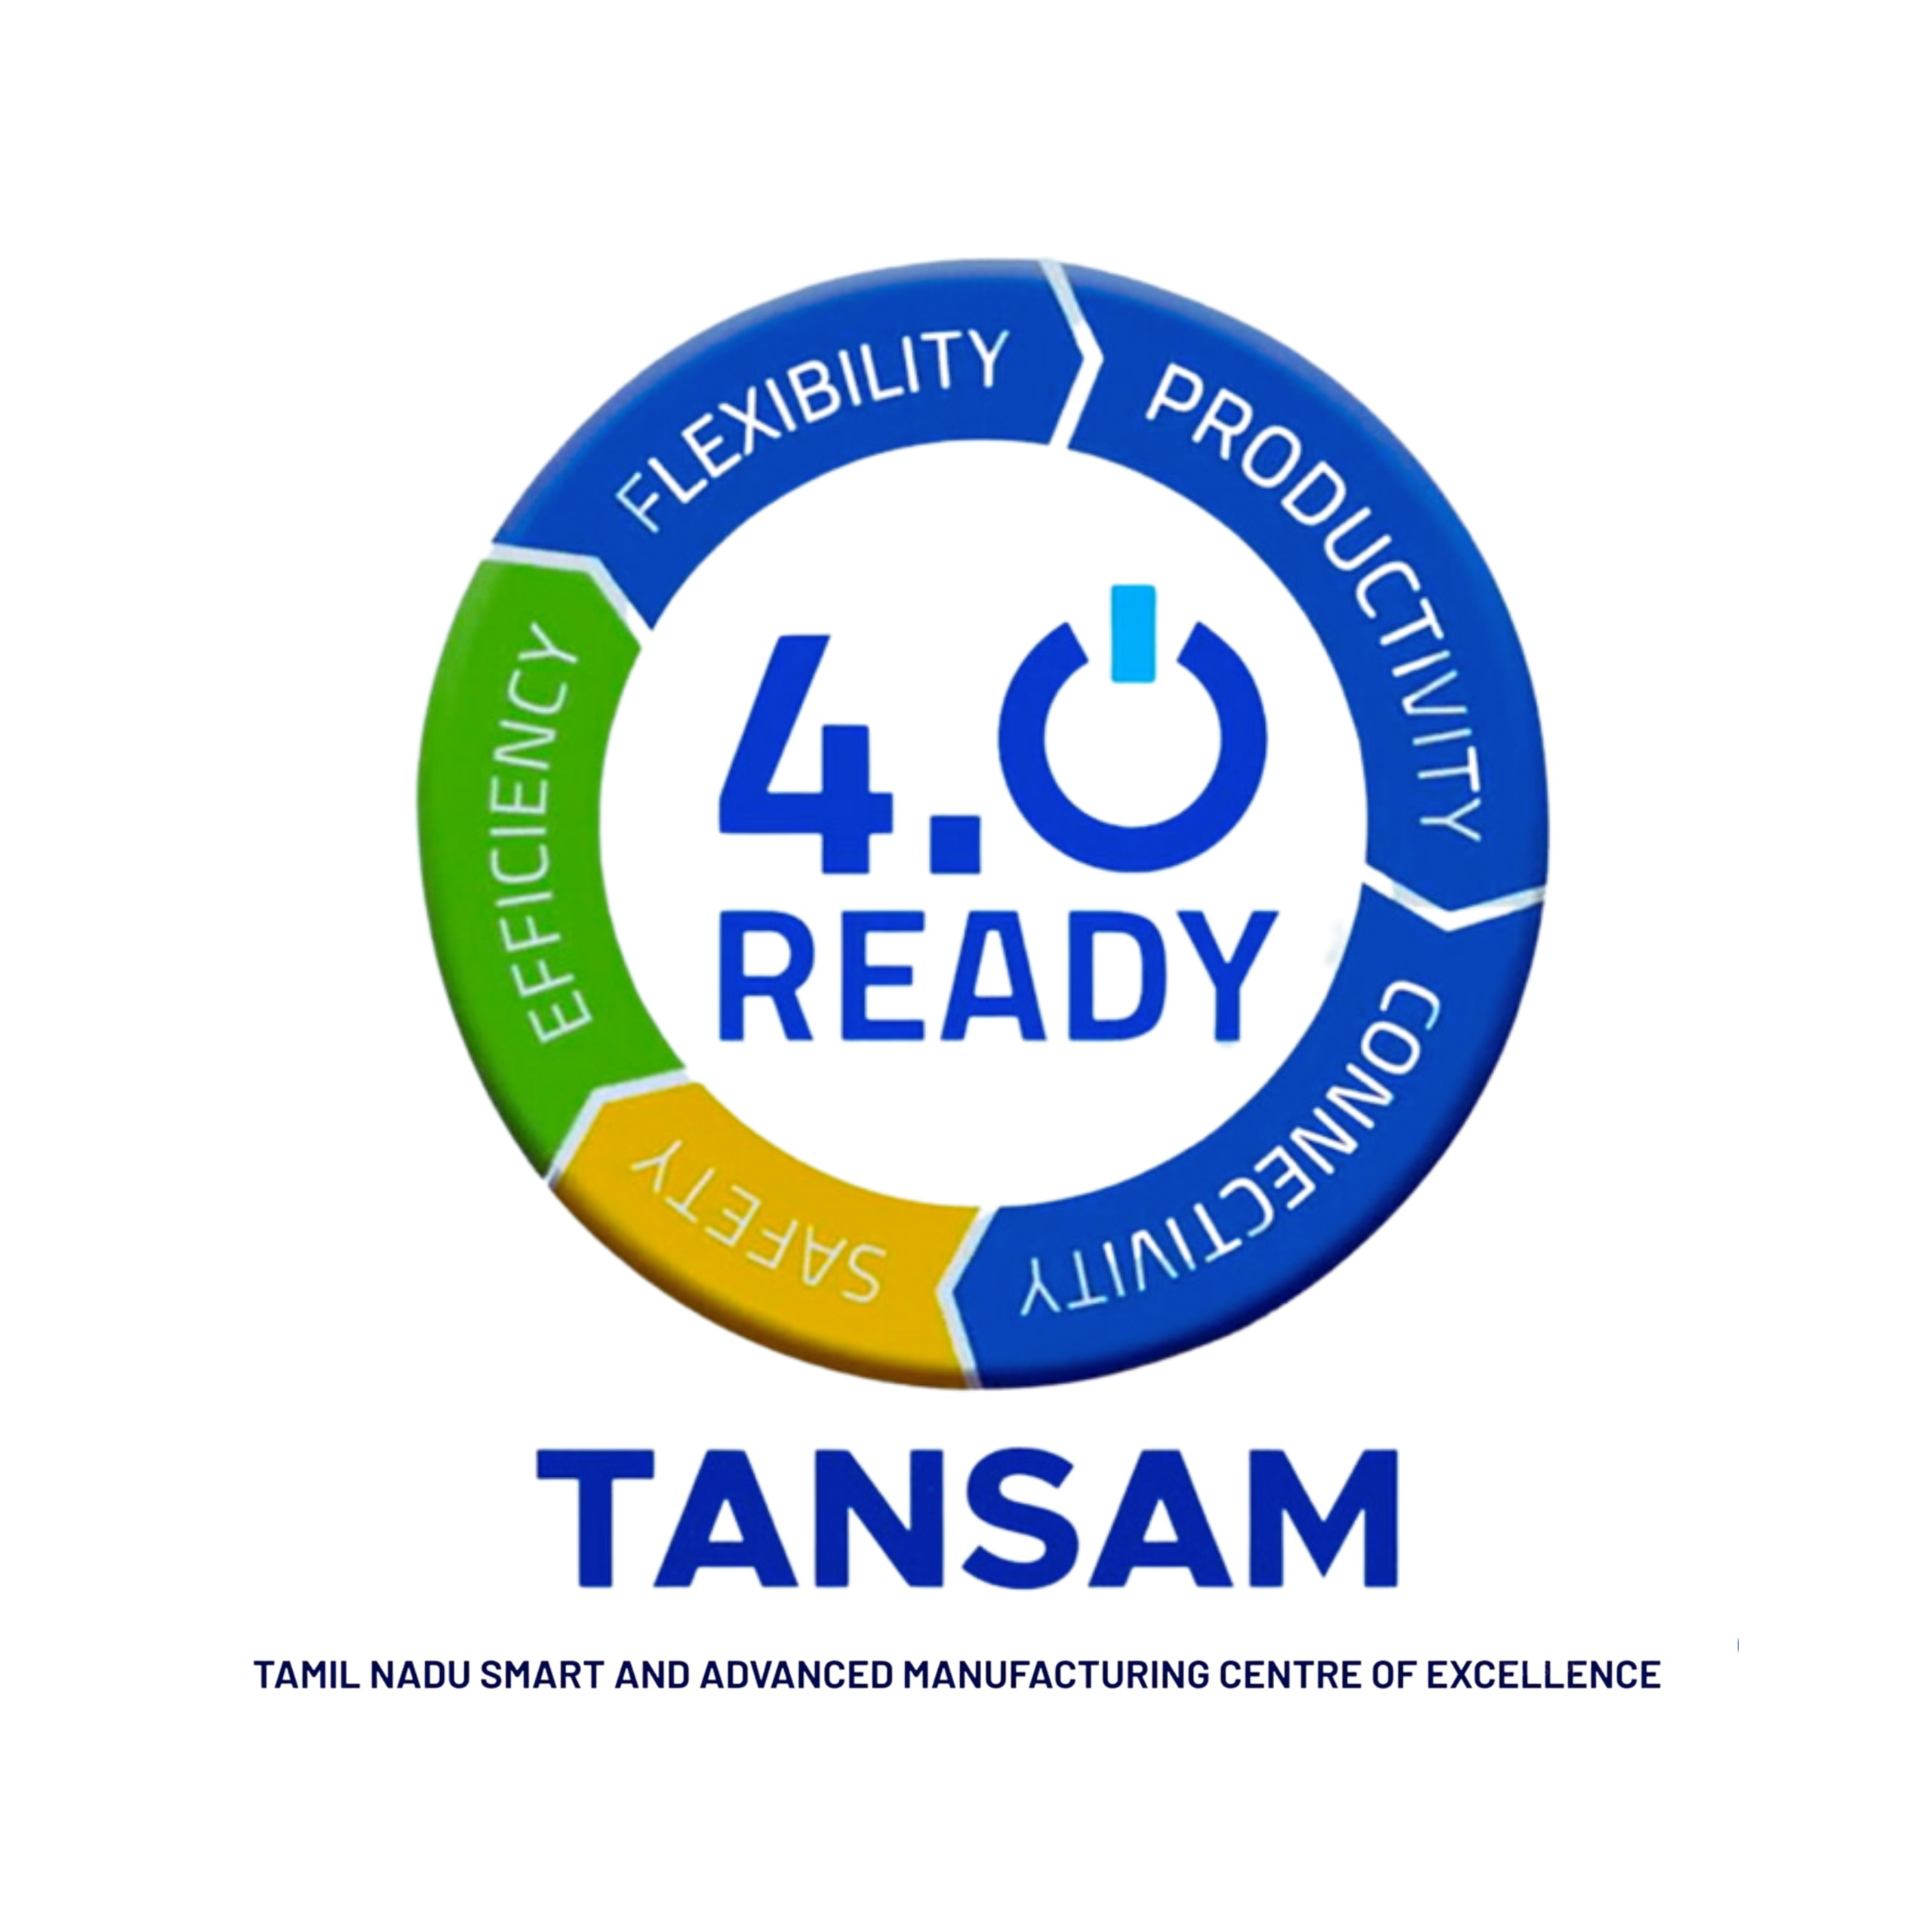 FLEXIBILITY
PRODUCTIVITY
CONNECTIVITY
SAFETY
EFFICIENCY
4.0
READY
TANSAM
TAMIL NADU SMART AND ADVANCED MANUFACTURING CENTRE OF EXCELLENCE